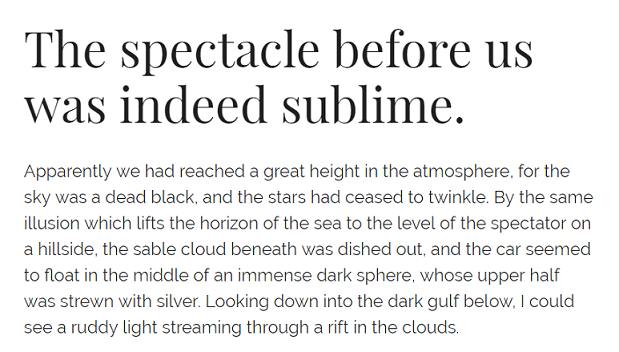 The spectacle before us
was indeed sublime.
Apparently we had reached a great height in the atmosphere, for the
sky was a dead black, and the stars had ceased to twinkle. By the same
illusion which lifts the horizon of the sea to the level of the spectator on
a hillside, the sable cloud beneath was dished out, and the car seemed
to float in the middle of an immense dark sphere, whose upper half
was strewn with silver. Looking down into the dark gulf below, I could
see a ruddy light streaming through a rift in the clouds.